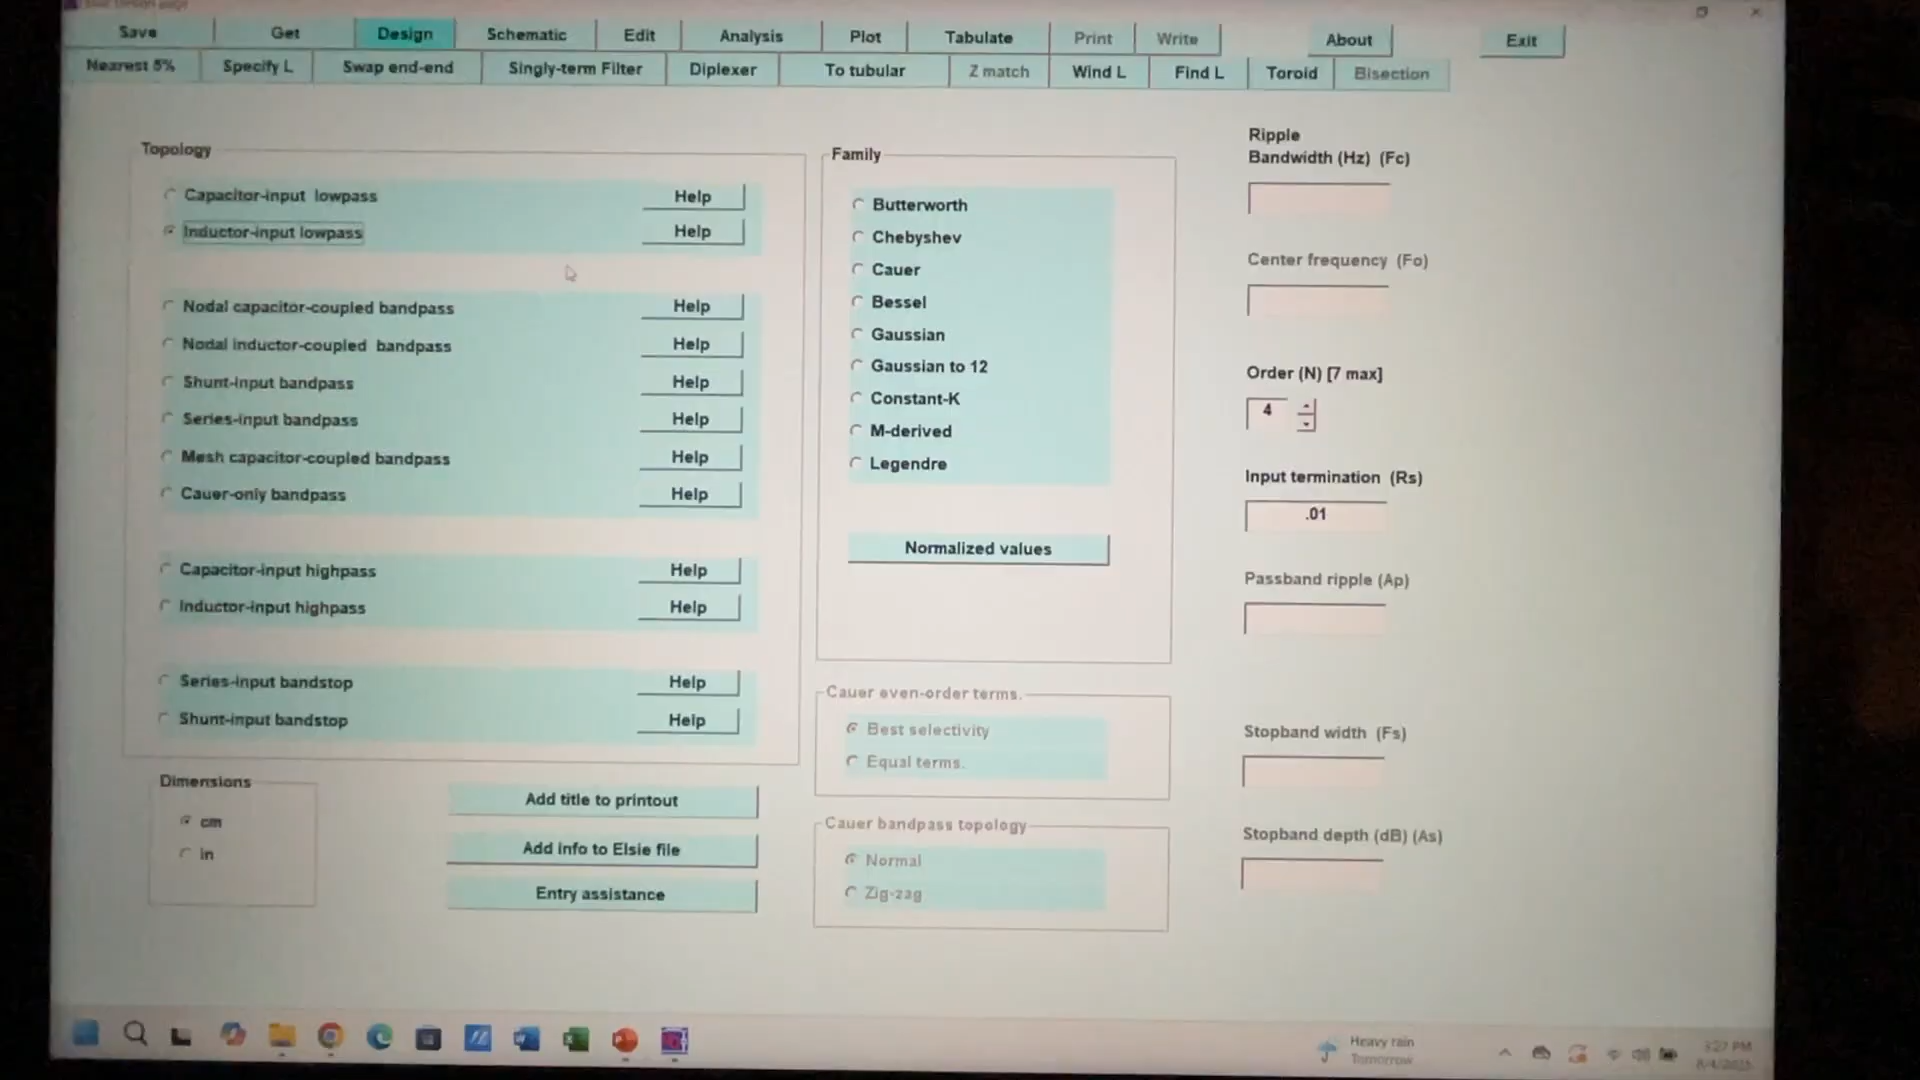 Save Get Design Schematic Edit Analysis Plot Tabulate Print Write About Exit
Nearest 5% Specify L Swap end-end Singly-term Filter Diplexer To tubular Z match Wind L Find L Toroid Bisection
Topology
Capacitor-input lowpass Help
Inductor-input lowpass Help
Nodal capacitor-coupled bandpass Help
Nodal inductor-coupled bandpass Help
Shunt-input bandpass Help
Series-input bandpass Help
Mesh capacitor-coupled bandpass Help
Cauer-only bandpass Help
Capacitor-input highpass Help
Inductor-input highpass Help
Series-input bandstop Help
Shunt-input bandstop Help
Dimensions
cm
in
Add title to printout
Add info to Elsie file
Entry assistance
Family
Butterworth
Chebyshev
Cauer
Bessel
Gaussian
Gaussian to 12
Constant-K
M-derived
Legendre
Normalized values
Cauer even-order terms.
Best selectivity
Equal terms.
Cauer bandpass topology
Normal
Zig-zag
Ripple
Bandwidth (Hz) (Fc)
Center frequency (Fo)
Order (N) [7 max]
4
Input termination (Rs)
.01
Passband ripple (Ap)
Stopband width (Fs)
Stopband depth (dB) (As)
Heavy rain
Tomorrow
3:27 PM